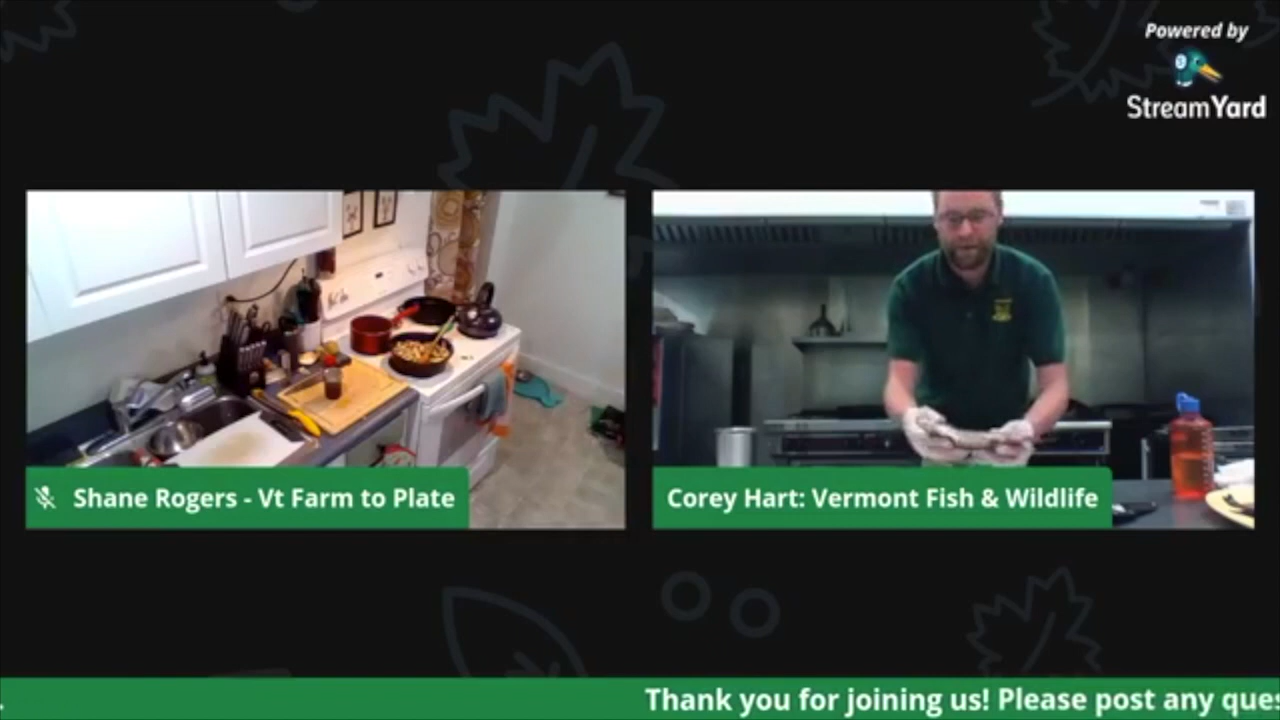 Powered by
StreamYard
Shane Rogers - Vt Farm to Plate
Corey Hart: Vermont Fish & Wildlife
Thank you for joining us! Please post any ques